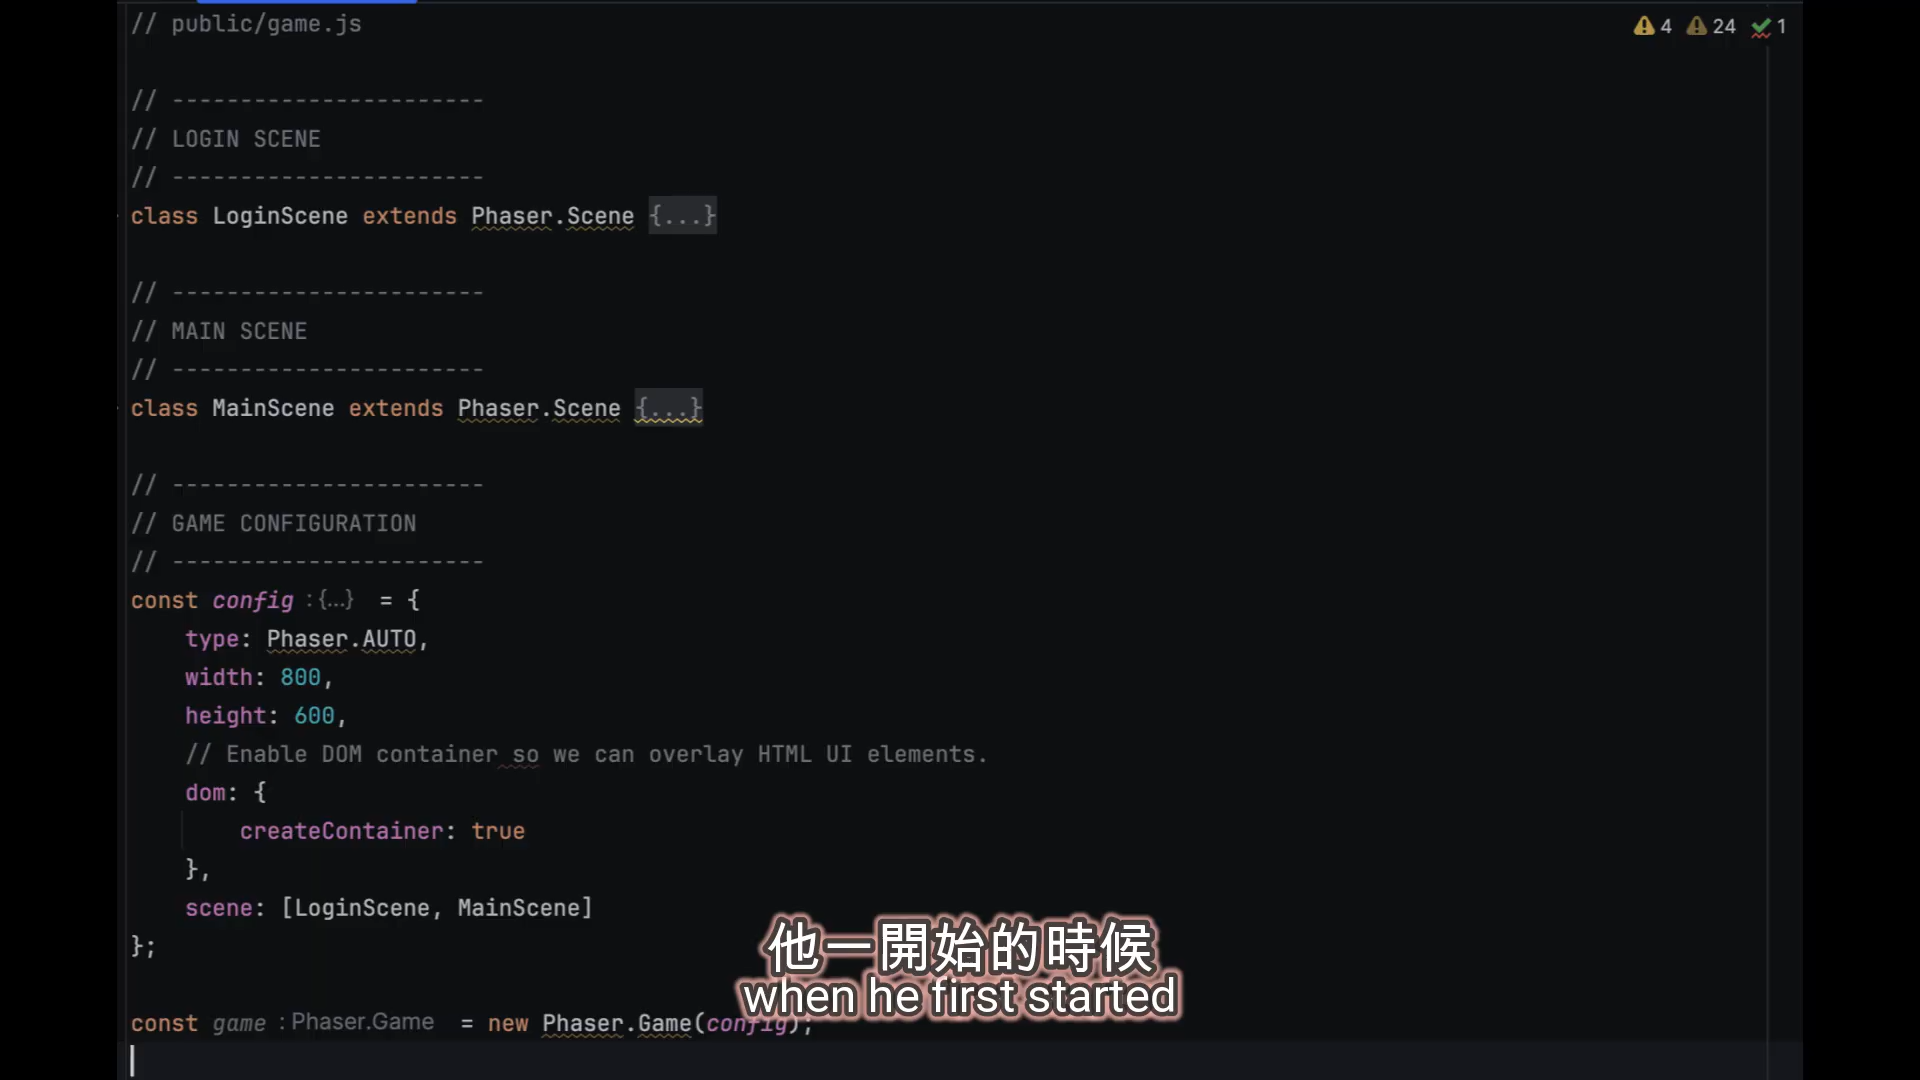 // public/game.js
4 24 1
// -----------------------
// LOGIN SCENE
// -----------------------
class LoginScene extends Phaser.Scene {...}
// -----------------------
// MAIN SCENE
// -----------------------
class MainScene extends Phaser.Scene {...}
// -----------------------
// GAME CONFIGURATION
// -----------------------
const config :{...} = {
type: Phaser.AUTO,
width: 800,
height: 600,
// Enable DOM container so we can overlay HTML UI elements.
dom: {
createContainer: true
},
scene: [LoginScene, MainScene]
};
他一開始的時候
when he first started
const game :Phaser.Game = new Phaser.Game(config);